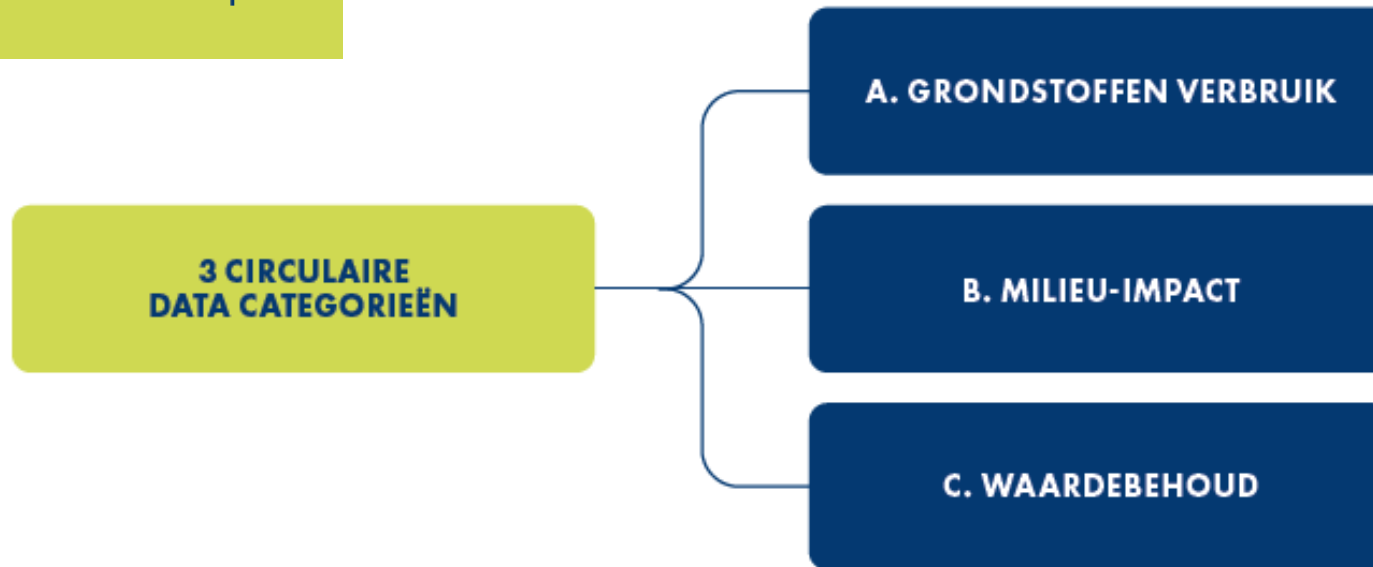 A. GRONDSTOFFEN VERBRUIK
3 CIRCULAIRE
DATA CATEGORIEËN
B. MILIEU-IMPACT
C. WAARDEBEHOUD